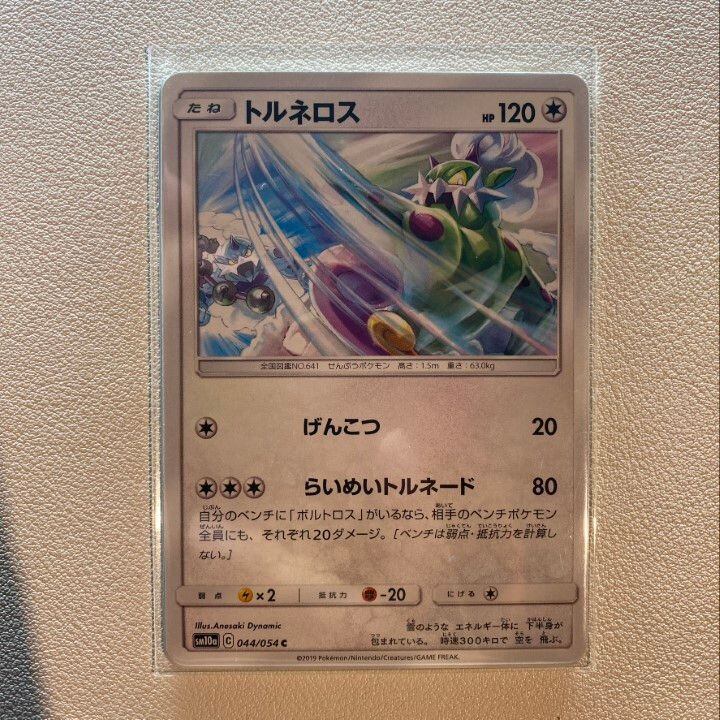 たね トルネロス HP 120
全国図鑑NO.641 せんぷうポケモン 高さ:1.5m 重さ:63.0kg
げんこつ 20
らいめいトルネード 80
自分のベンチに「ボルトロス」がいるなら、相手のベンチポケモン
全員にも、それぞれ20ダメージ。[ベンチは弱点・抵抗力を計算し
ない。]
弱点 ×2 抵抗力 -20 にげる
Illus.Anesaki Dynamic
雲のような エネルギー体に 下半身が
包まれている。 時速300キロで 空を 飛ぶ。
SM10a C 044/054 C
©2019 Pokémon/Nintendo/Creatures/GAME FREAK.